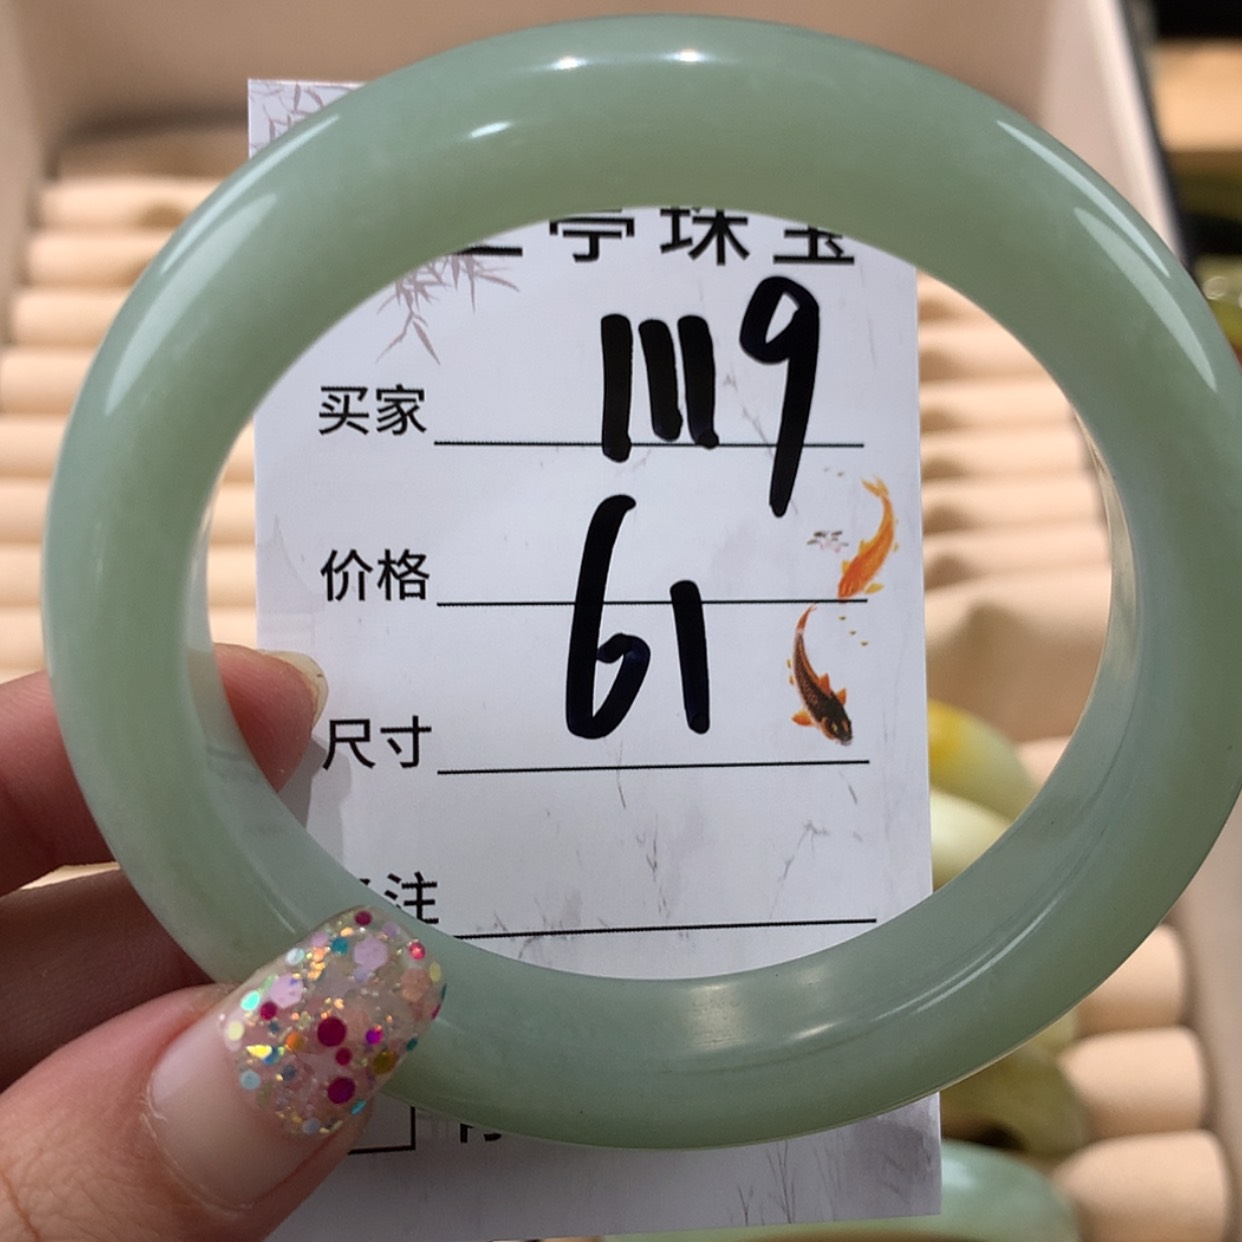 亭珠宝
买家 1119
价格
61
尺寸
注